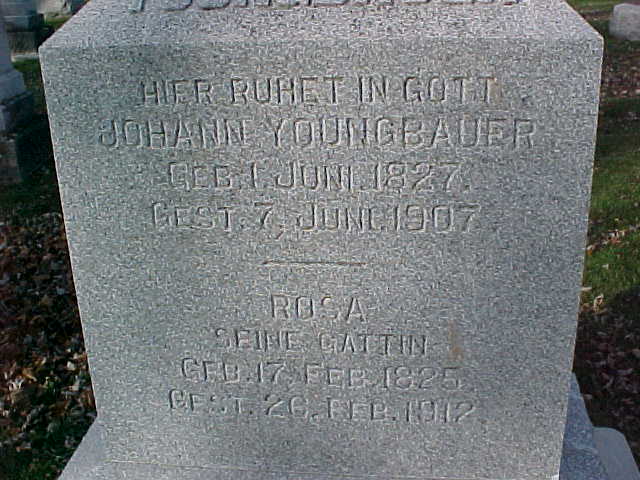 HIER RUHET IN GOTT
JOHANN YOUNGBAUER
GEB. 1. JUNI. 1827.
GEST. 7, JUNI. 1907
ROSA
SEINE GATTIN
GEB. 17, FEB. 1825
GEST. 26, FEB. 1912